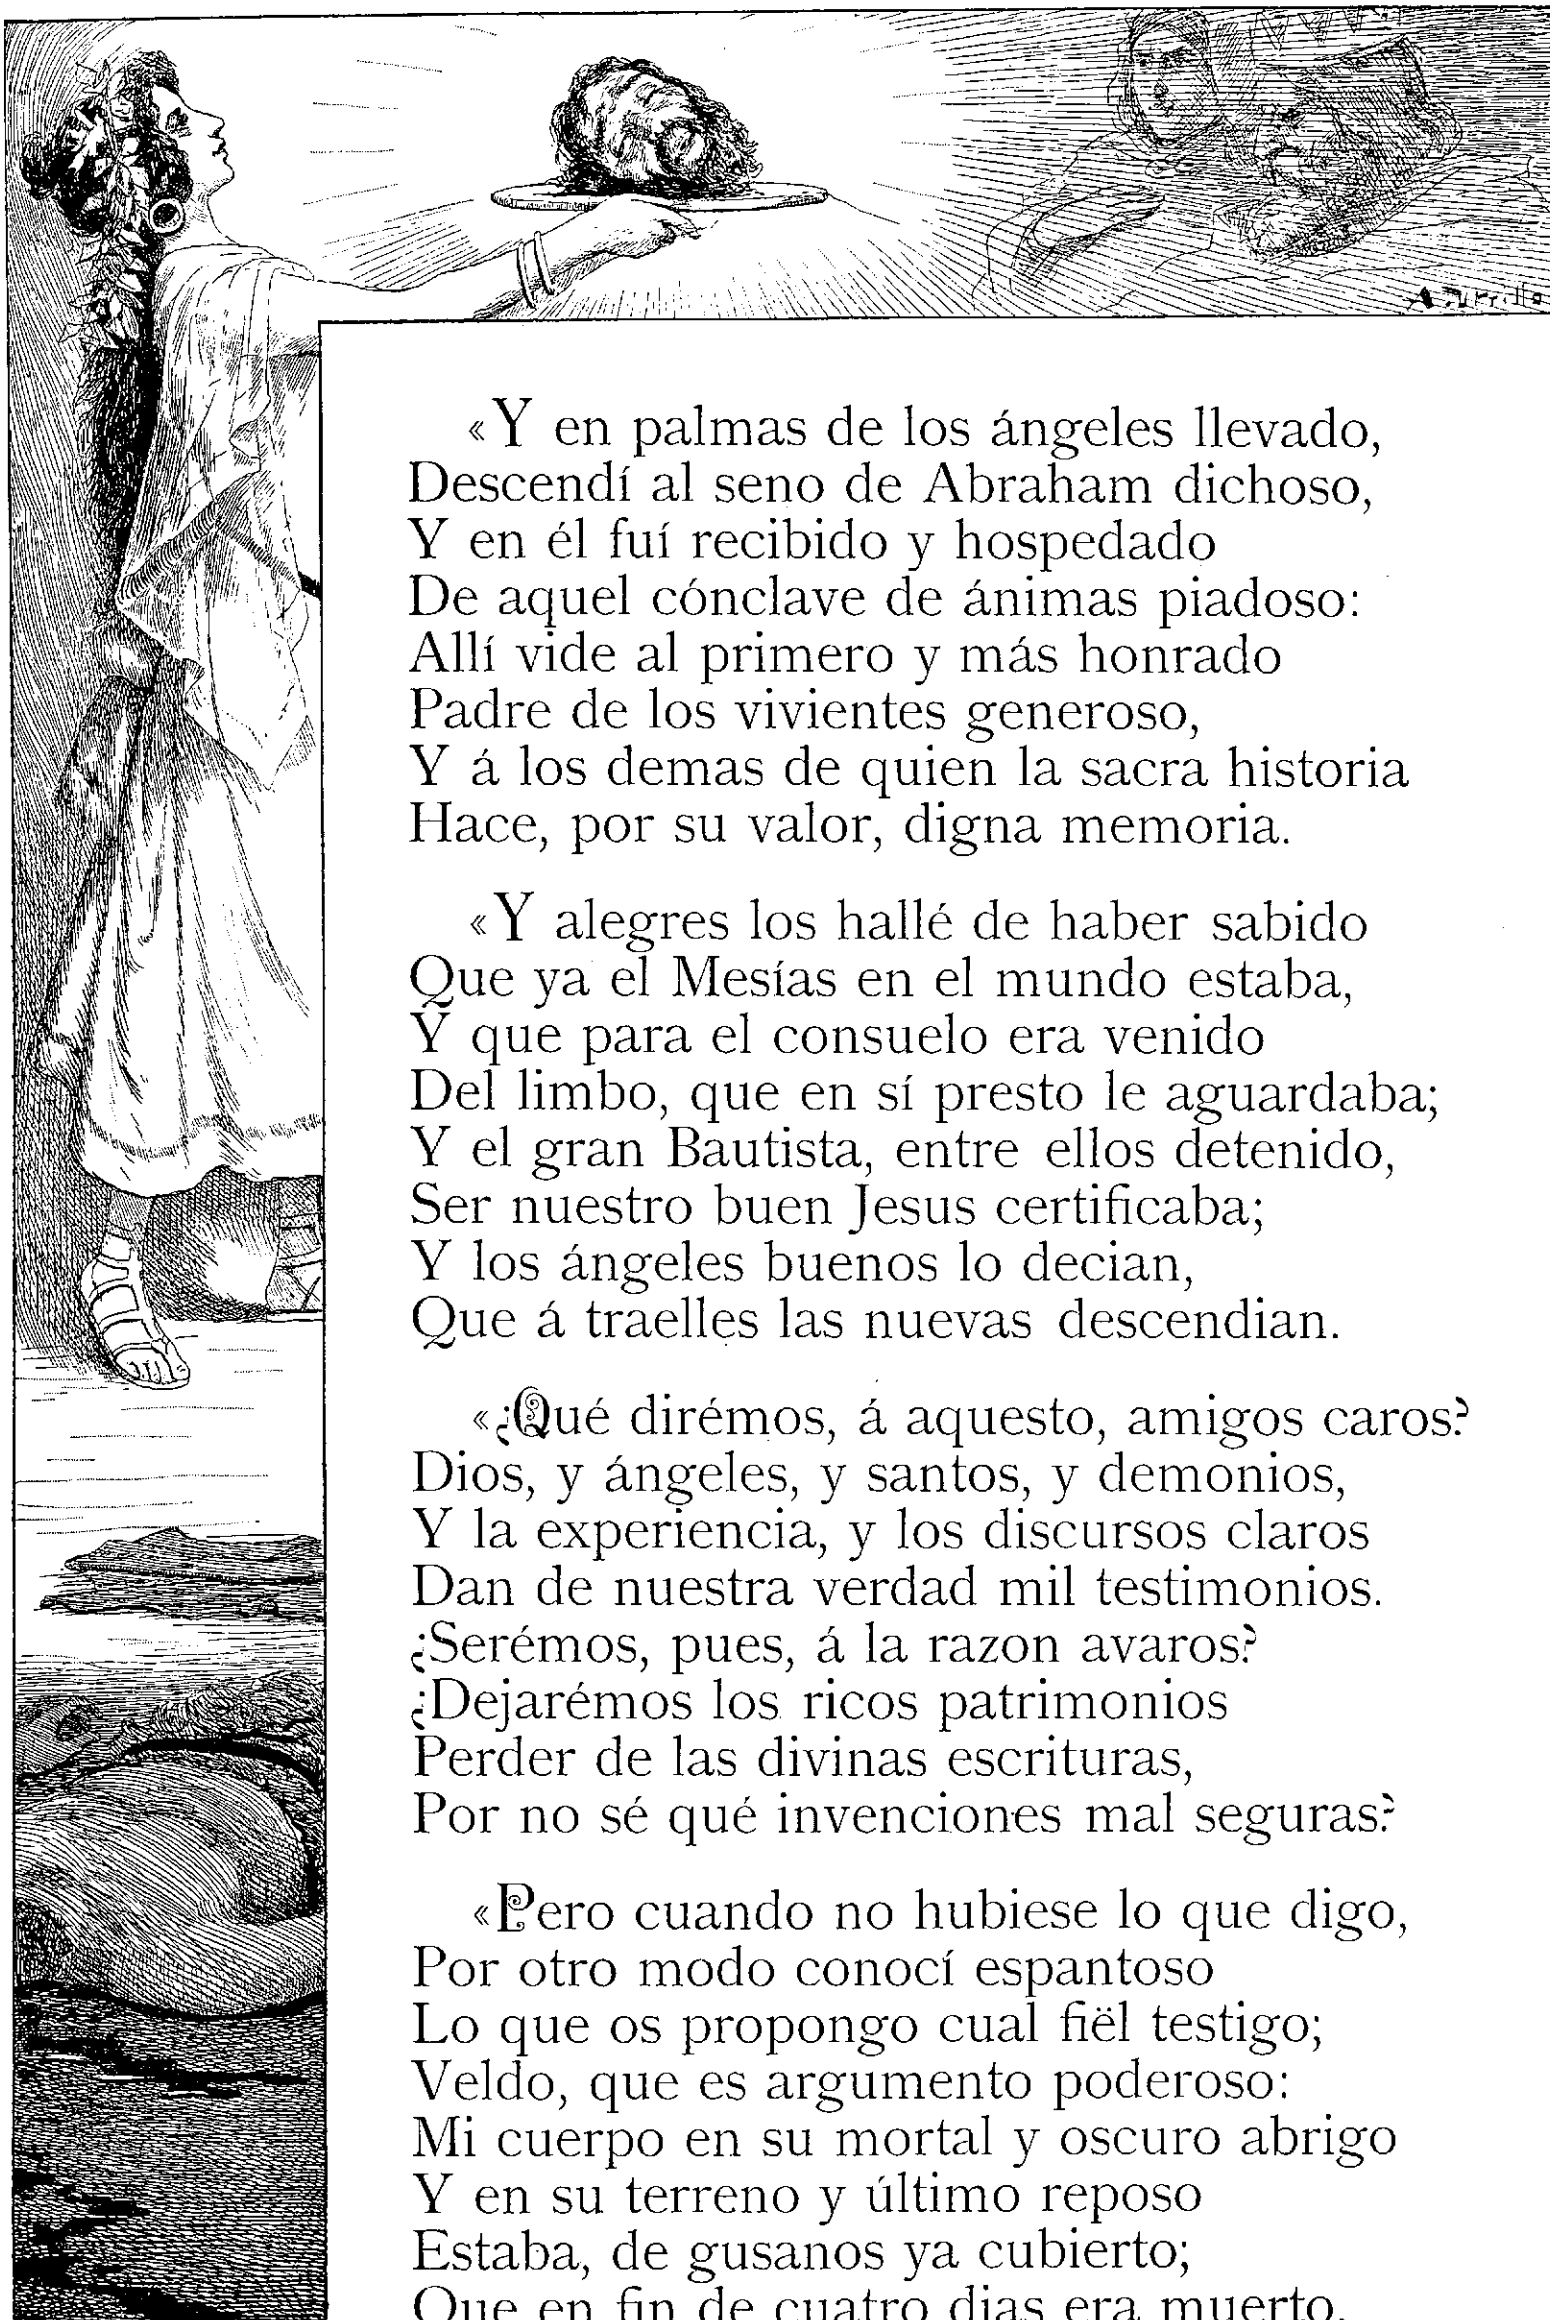 «Y en palmas de los ángeles llevado,
Descendí al seno de Abraham dichoso,
Y en él fuí recibido y hospedado
De aquel cónclave de ánimas piadoso:
Allí vide al primero y más honrado
Padre de los vivientes generoso,
Y á los demas de quien la sacra historia
Hace, por su valor, digna memoria.
«Y alegres los hallé de haber sabido
Que ya el Mesías en el mundo estaba,
Y que para el consuelo era venido
Del limbo, que en sí presto le aguardaba;
Y el gran Bautista, entre ellos detenido,
Ser nuestro buen Jesus certificaba;
Y los ángeles buenos lo decian,
Que á traelles las nuevas descendian.
«¿Qué dirémos, á aquesto, amigos caros?
Dios, y ángeles, y santos, y demonios,
Y la experiencia, y los discursos claros
Dan de nuestra verdad mil testimonios.
¿Serémos, pues, á la razon avaros?
¿Dejarémos los ricos patrimonios
Perder de las divinas escrituras,
Por no sé qué invenciones mal seguras?
«Pero cuando no hubiese lo que digo,
Por otro modo conocí espantoso
Lo que os propongo cual fiël testigo;
Veldo, que es argumento poderoso:
Mi cuerpo en su mortal y oscuro abrigo
Y en su terreno y último reposo
Estaba, de gusanos ya cubierto;
Que en fin de cuatro dias era muerto.